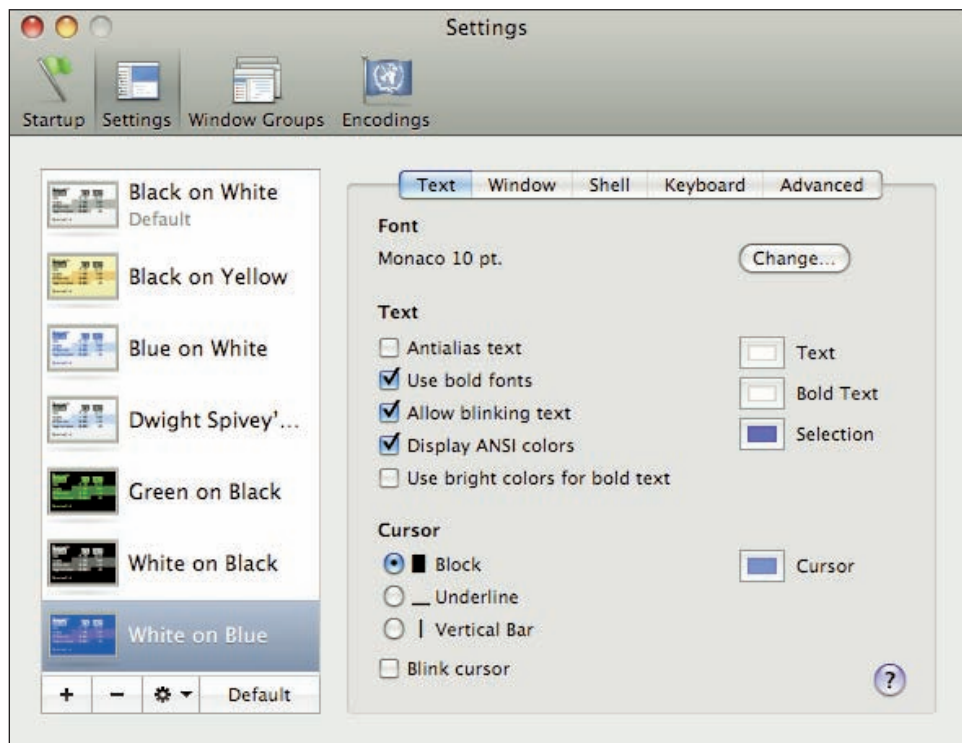 Settings
Startup Settings Window Groups Encodings
Black on White
Default
Black on Yellow
Blue on White
Dwight Spivey'...
Green on Black
White on Black
White on Blue
+ − Default
Text Window Shell Keyboard Advanced
Font
Monaco 10 pt. Change...
Text
Antialias text
Use bold fonts
Allow blinking text
Display ANSI colors
Use bright colors for bold text
Text
Bold Text
Selection
Cursor
Block
Underline
Vertical Bar
Blink cursor
Cursor
?